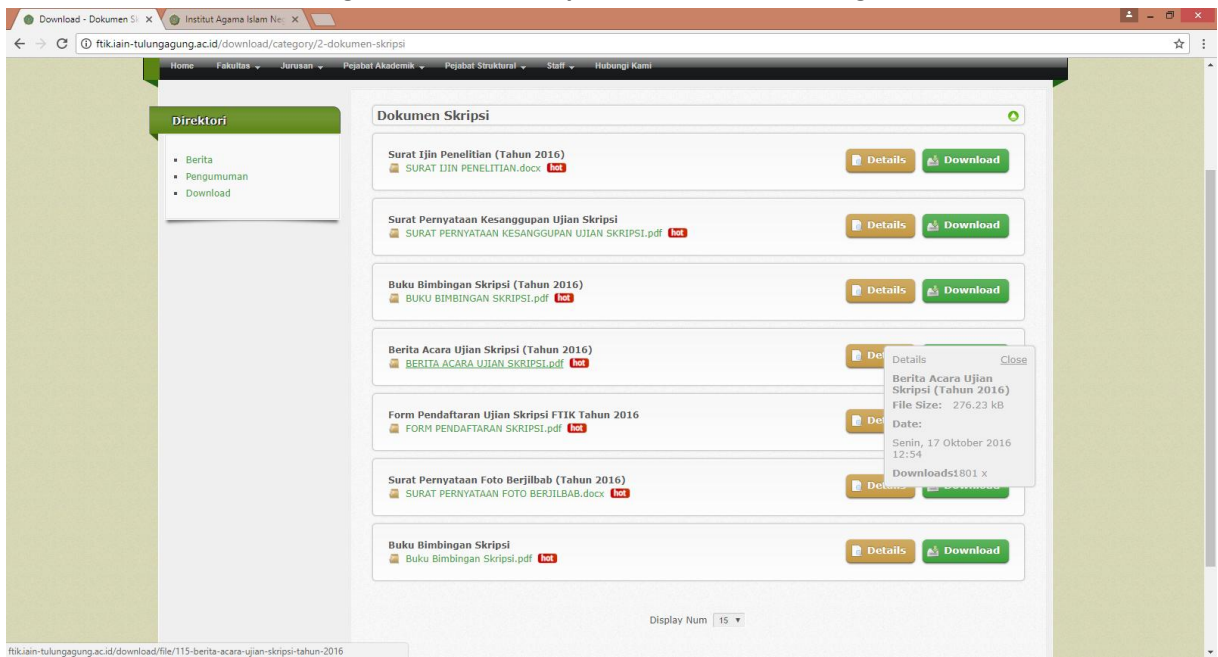 Download - Dokumen Sk
Institut Agama Islam Neg
ftik.iain-tulungagung.ac.id/download/category/2-dokumen-skripsi
Home Fakultas Jurusan Pejabat Akademik Pejabat Struktural Staff Hubungi Kami
Direktori
Berita
Pengumuman
Download
Dokumen Skripsi
Surat Ijin Penelitian (Tahun 2016)
SURAT IJIN PENELITIAN.docx hot
Details Download
Surat Pernyataan Kesanggupan Ujian Skripsi
SURAT PERNYATAAN KESANGGUPAN UJIAN SKRIPSI.pdf hot
Details Download
Buku Bimbingan Skripsi (Tahun 2016)
BUKU BIMBINGAN SKRIPSI.pdf hot
Details Download
Berita Acara Ujian Skripsi (Tahun 2016)
BERITA ACARA UJIAN SKRIPSI.pdf hot
Details Close
Berita Acara Ujian
Skripsi (Tahun 2016)
File Size: 276.23 kB
Date:
Senin, 17 Oktober 2016
12:54
Downloads: 1801 x
Form Pendaftaran Ujian Skripsi FTIK Tahun 2016
FORM PENDAFTARAN SKRIPSI.pdf hot
Surat Pernyataan Foto Berjilbab (Tahun 2016)
SURAT PERNYATAAN FOTO BERJILBAB.docx hot
Buku Bimbingan Skripsi
Buku Bimbingan Skripsi.pdf hot
Details Download
Display Num 15
ftik.iain-tulungagung.ac.id/download/file/115-berita-acara-ujian-skripsi-tahun-2016